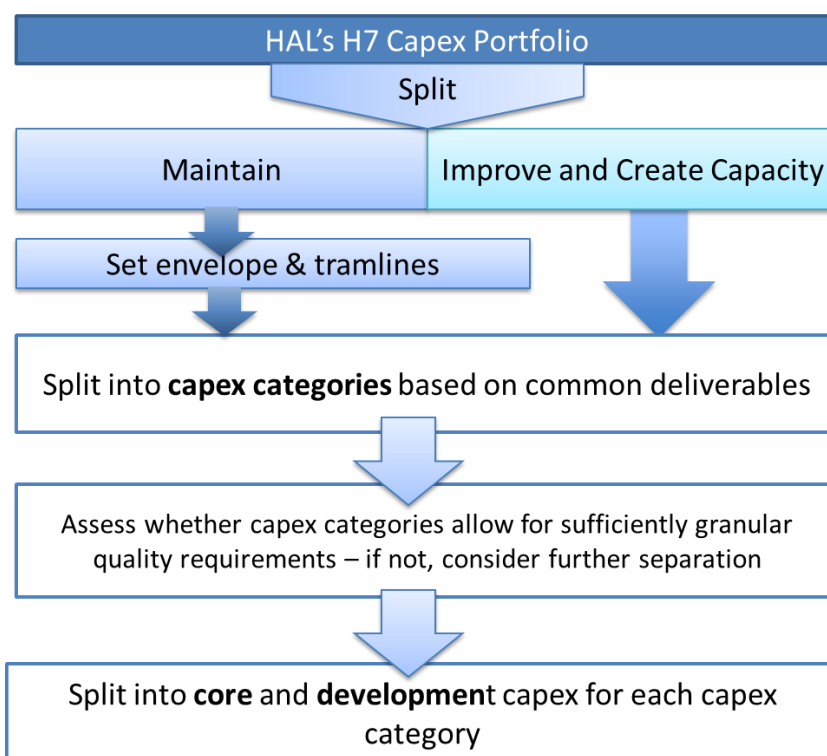 HAL's H7 Capex Portfolio
Split
Maintain
Improve and Create Capacity
Set envelope & tramlines
Split into capex categories based on common deliverables
Assess whether capex categories allow for sufficiently granular
quality requirements – if not, consider further separation
Split into core and development capex for each capex
category